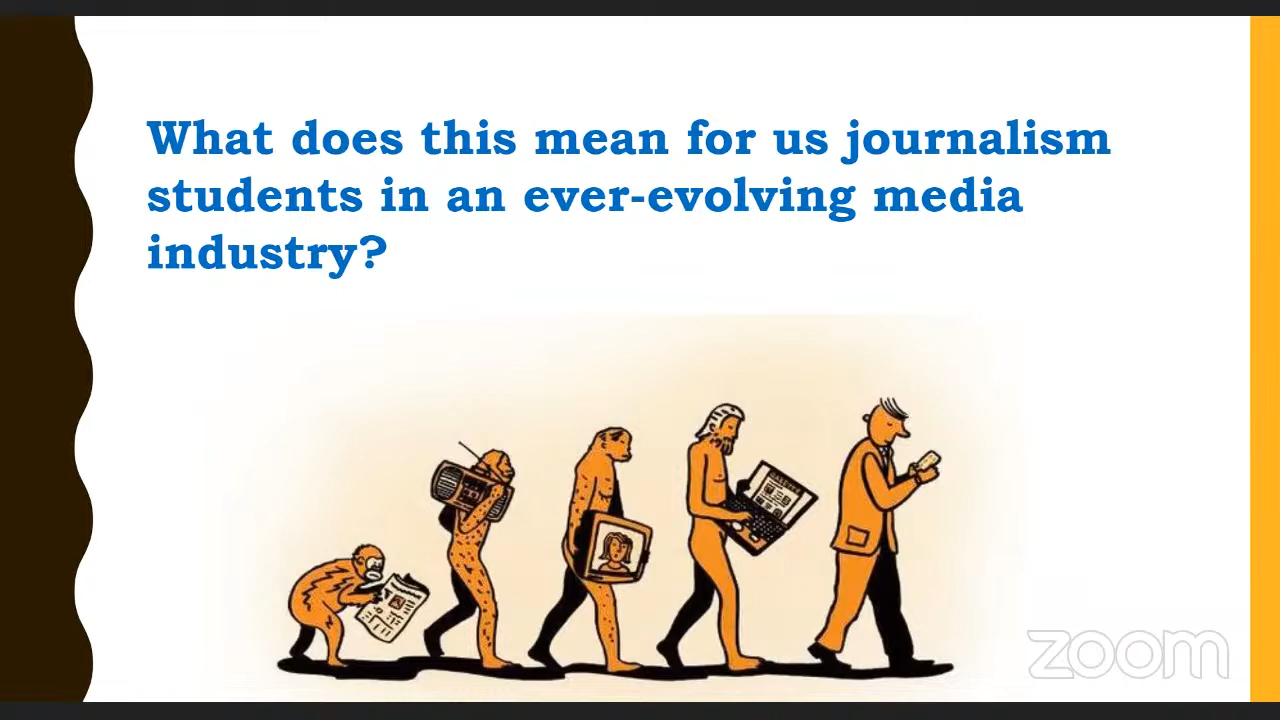 What does this mean for us journalism
students in an ever-evolving media
industry?
zoom